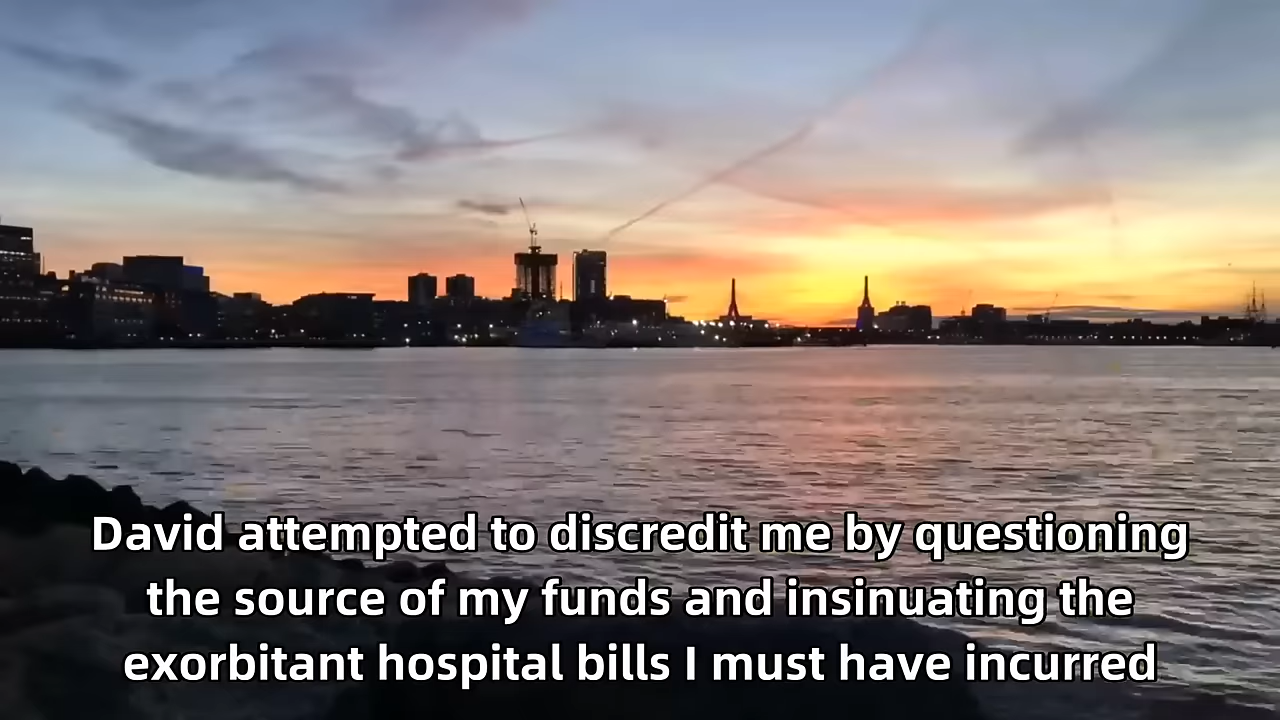 David attempted to discredit me by questioning
the source of my funds and insinuating the
exorbitant hospital bills I must have incurred